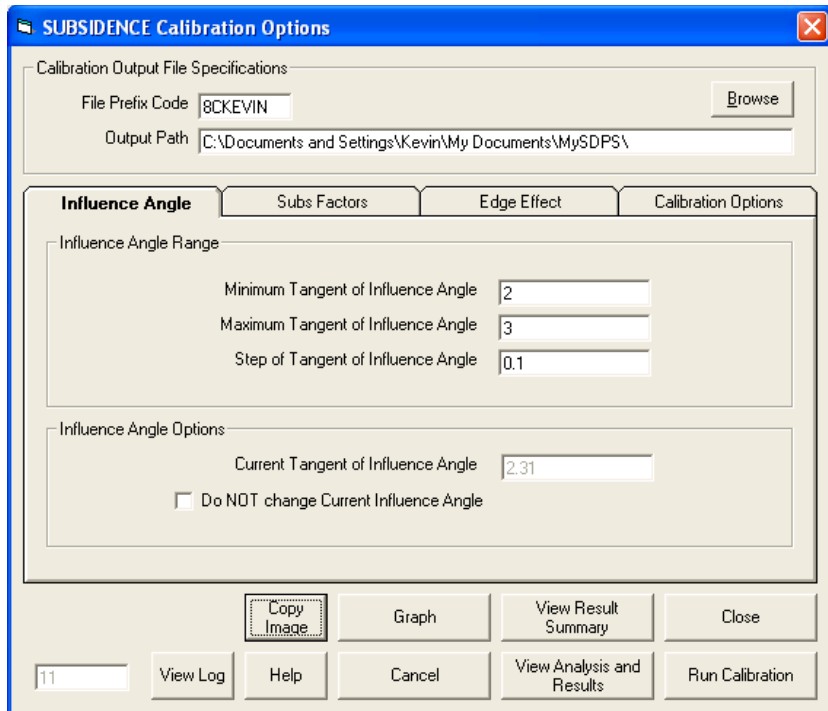 SUBSIDENCE Calibration Options
Calibration Output File Specifications
File Prefix Code 8CKEVIN Browse
Output Path C:\Documents and Settings\Kevin\My Documents\MySDPS\
Influence Angle Subs Factors Edge Effect Calibration Options
Influence Angle Range
Minimum Tangent of Influence Angle 2
Maximum Tangent of Influence Angle 3
Step of Tangent of Influence Angle 0.1
Influence Angle Options
Current Tangent of Influence Angle 2.31
Do NOT change Current Influence Angle
Copy
Image
Graph
View Result
Summary
Close
11
View Log
Help
Cancel
View Analysis and
Results
Run Calibration